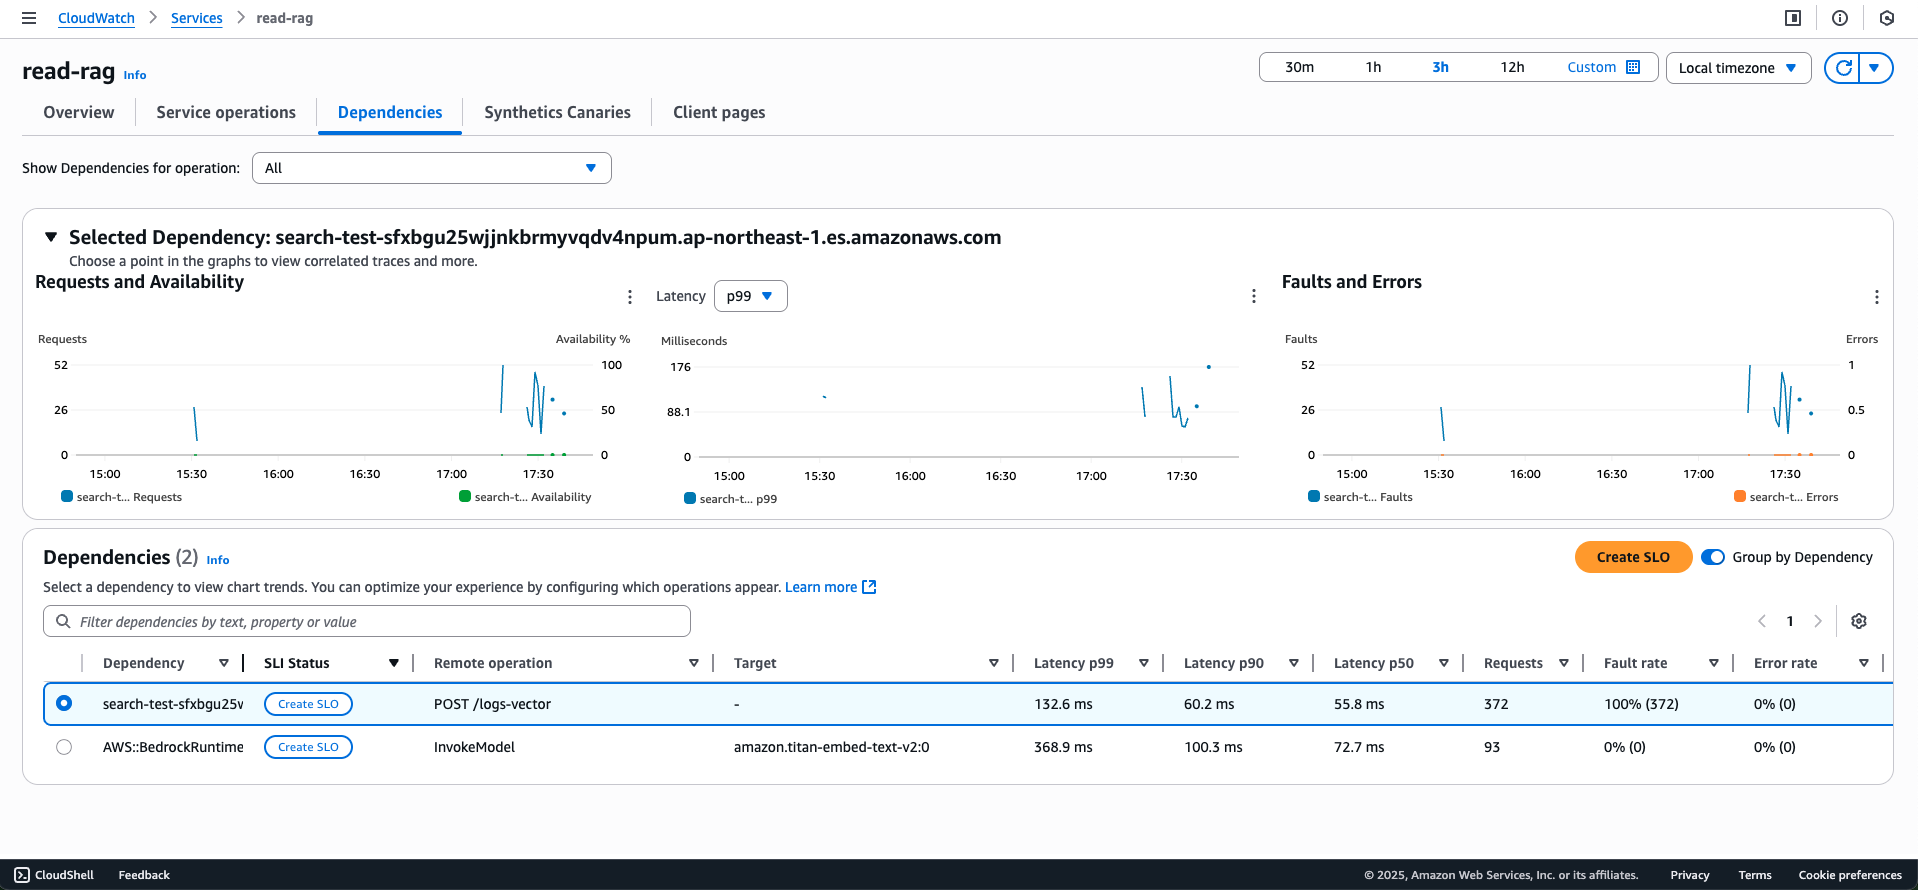 CloudWatch > Services > read-rag
read-rag Info
30m 1h 3h 12h Custom Local timezone
Overview Service operations Dependencies Synthetics Canaries Client pages
Show Dependencies for operation: All
Selected Dependency: search-test-sfxbgu25wjjnkbrmyvqdv4npum.ap-northeast-1.es.amazonaws.com
Choose a point in the graphs to view correlated traces and more.
Requests and Availability
Requests Availability %
52 100
26 50
0 0
15:00 15:30 16:00 16:30 17:00 17:30
search-t... Requests search-t... Availability
Latency p99
Milliseconds
176
88.1
0
15:00 15:30 16:00 16:30 17:00 17:30
search-t... p99
Faults and Errors
Faults Errors
52 1
26 0.5
0 0
15:00 15:30 16:00 16:30 17:00 17:30
search-t... Faults search-t... Errors
Dependencies (2) Info
Create SLO Group by Dependency
Select a dependency to view chart trends. You can optimize your experience by configuring which operations appear. Learn more
Filter dependencies by text, property or value
1
Dependency SLI Status Remote operation Target Latency p99 Latency p90 Latency p50 Requests Fault rate Error rate
search-test-sfxbgu25w Create SLO POST /logs-vector - 132.6 ms 60.2 ms 55.8 ms 372 100% (372) 0% (0)
AWS::BedrockRuntime Create SLO InvokeModel amazon.titan-embed-text-v2:0 368.9 ms 100.3 ms 72.7 ms 93 0% (0) 0% (0)
CloudShell Feedback © 2025, Amazon Web Services, Inc. or its affiliates. Privacy Terms Cookie preferences